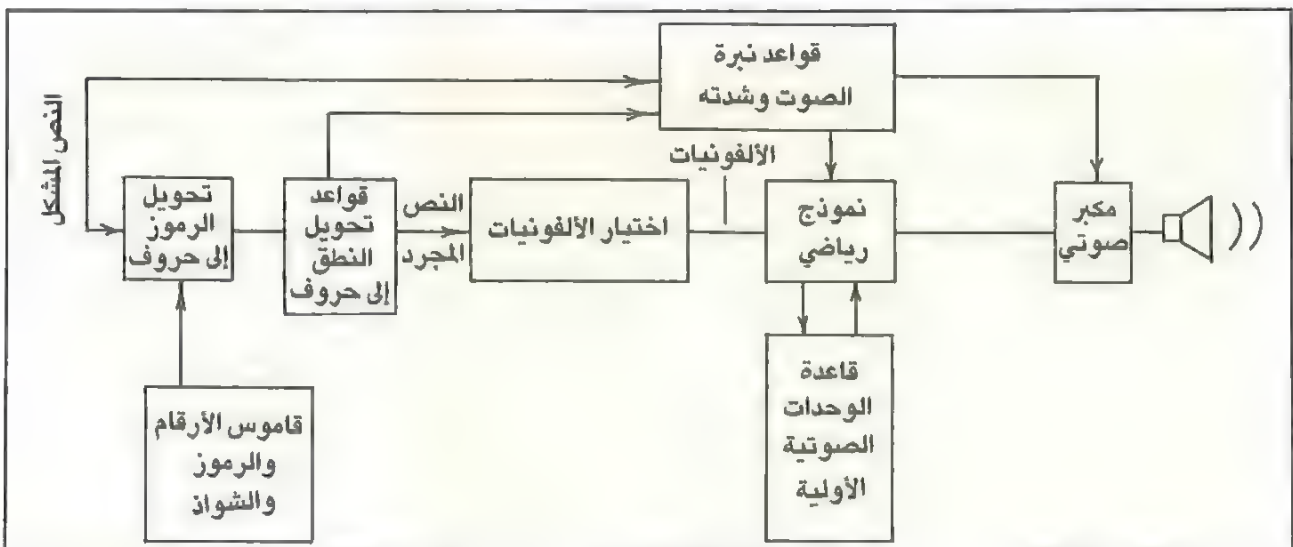 قواعد نبرة
الصوت وشدته
النص المشكل
الألفونيات
تحويل
الرموز
إلى حروف
قواعد
تحويل
النطق
إلى حروف
النص
المجرد
اختيار الألفونيات
نموذج
رياضي
مكبر
صوتي
قاموس الأرقام
والرموز
والشواذ
قاعدة
الوحدات
الصوتية
الأولية